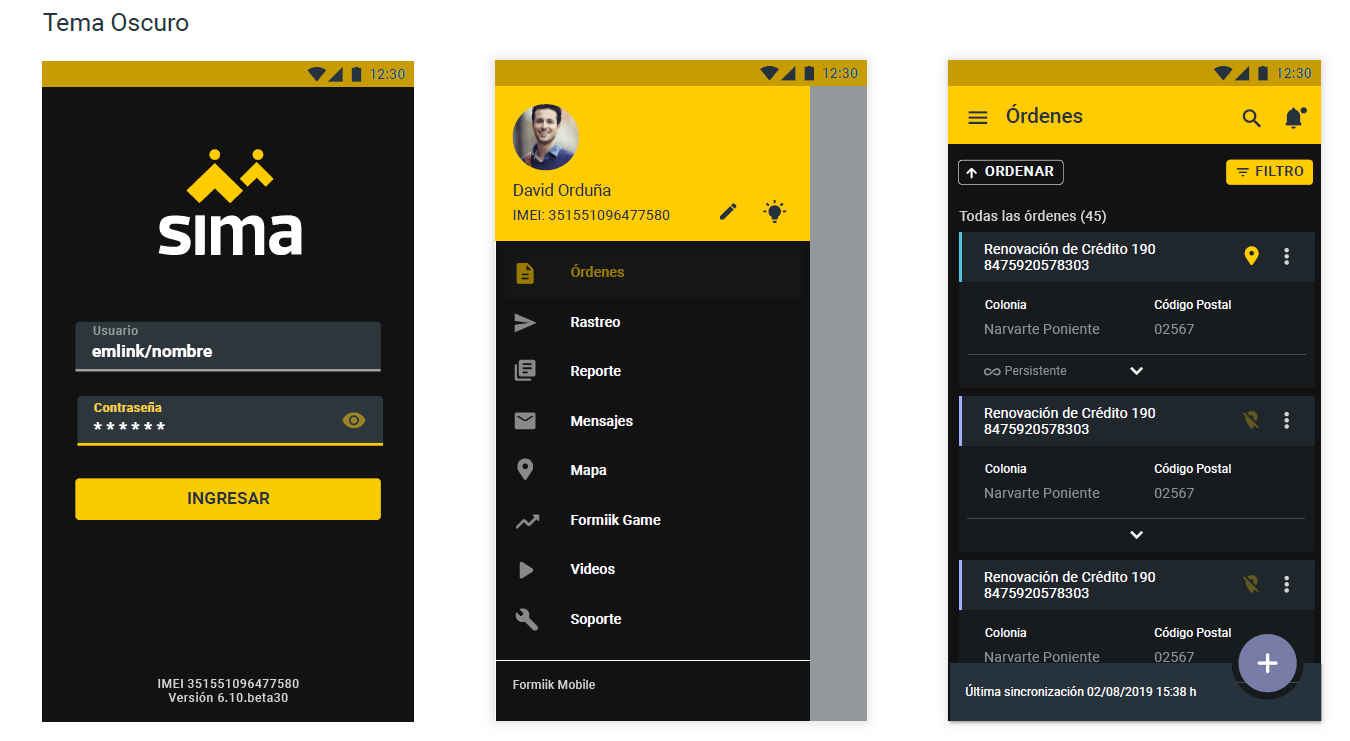 Tema Oscuro
12:30
sima
Usuario
emlink/nombre
Contraseña
******
INGRESAR
IMEI 351551096477580
Versión 6.10.beta30
12:30
David Orduña
IMEI: 351551096477580
Órdenes
Rastreo
Reporte
Mensajes
Mapa
Formiik Game
Videos
Soporte
Formiik Mobile
12:30
Órdenes
ORDENAR
FILTRO
Todas las órdenes (45)
Renovación de Crédito 190
8475920578303
Colonia
Código Postal
Narvarte Poniente
02567
Persistente
Renovación de Crédito 190
8475920578303
Colonia
Código Postal
Narvarte Poniente
02567
Renovación de Crédito 190
8475920578303
Colonia
Código Postal
Narvarte Poniente
02567
Última sincronización 02/08/2019 15:38 h